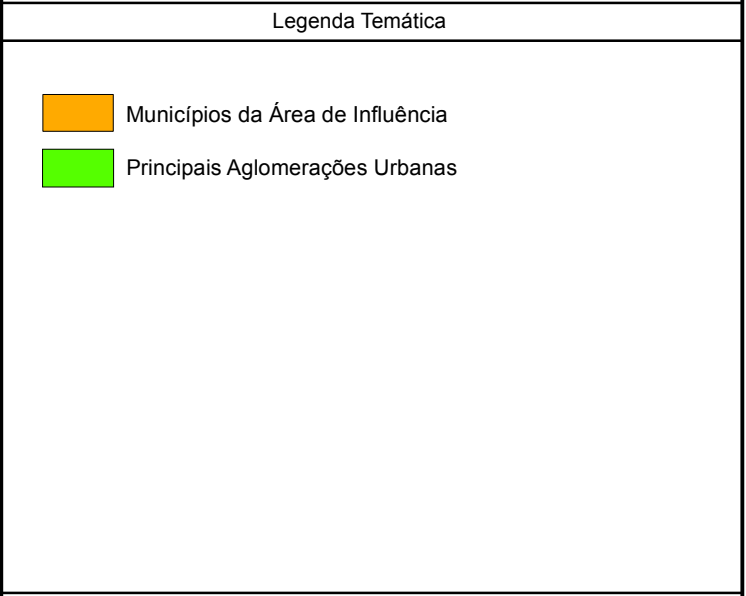 Legenda Temática
Municípios da Área de Influência
Principais Aglomerações Urbanas